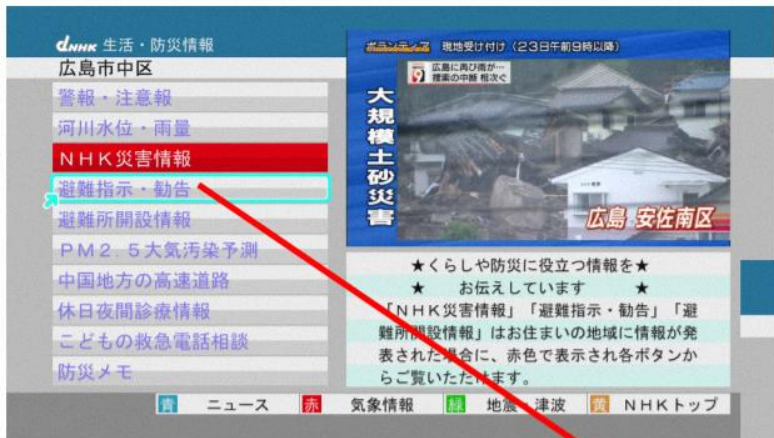 dNHK 生活・防災情報
広島市中区
警報・注意報
河川水位・雨量
NHK災害情報
避難指示・勧告
避難所開設情報
PM2.5大気汚染予測
中国地方の高速道路
休日夜間診療情報
こどもの救急電話相談
防災メモ
ボランティア 現地受け付け(23日午前9時以降)
9 広島に再び雨が…
捜索の中断 相次ぐ
大規模土砂災害
広島 安佐南区
★くらしや防災に役立つ情報を★
★ お伝えしています ★
「NHK災害情報」「避難指示・勧告」「避
難所開設情報」はお住まいの地域に情報が発
表された場合に、赤色で表示され各ボタンか
らご覧いただけます。
青 ニュース 赤 気象情報 緑 地震・津波 黄 NHKトップ